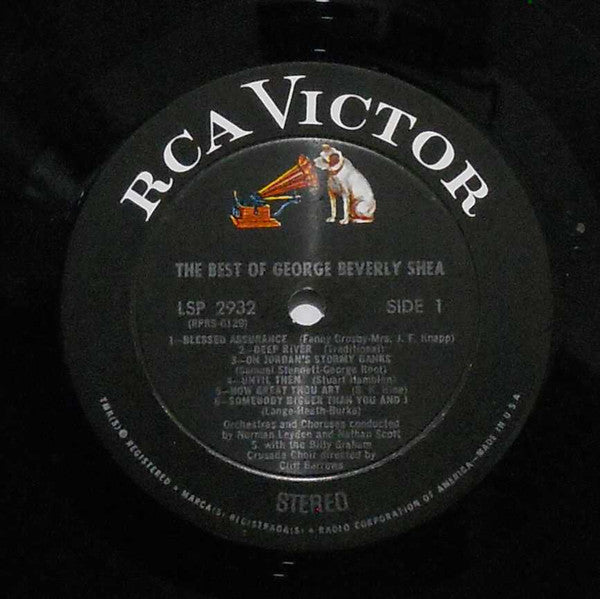 RCA VICTOR
THE BEST OF GEORGE BEVERLY SHEA
LSP 2932 SIDE 1
(RPRS-6129)
1—BLESSED ASSURANCE (Fanny Crosby-Mrs. J. F. Knapp)
2—DEEP RIVER (Traditional)
3—ON JORDAN'S STORMY BANKS
(Samuel Stennett-George Root)
4—UNTIL THEN (Stuart Hamblen)
5—HOW GREAT THOU ART (S. K. Hine)
6—SOMEBODY BIGGER THAN YOU AND I
(Lange-Heath-Burke)
Orchestras and Choruses conducted
by Norman Leyden and Nathan Scott
5. with the Billy Graham
Crusade Choir directed by
Cliff Barrows
STEREO
TMK(S) ® REGISTERED • MARCA(S) REGISTRADA(S) • RADIO CORPORATION OF AMERICA. MADE IN U.S.A